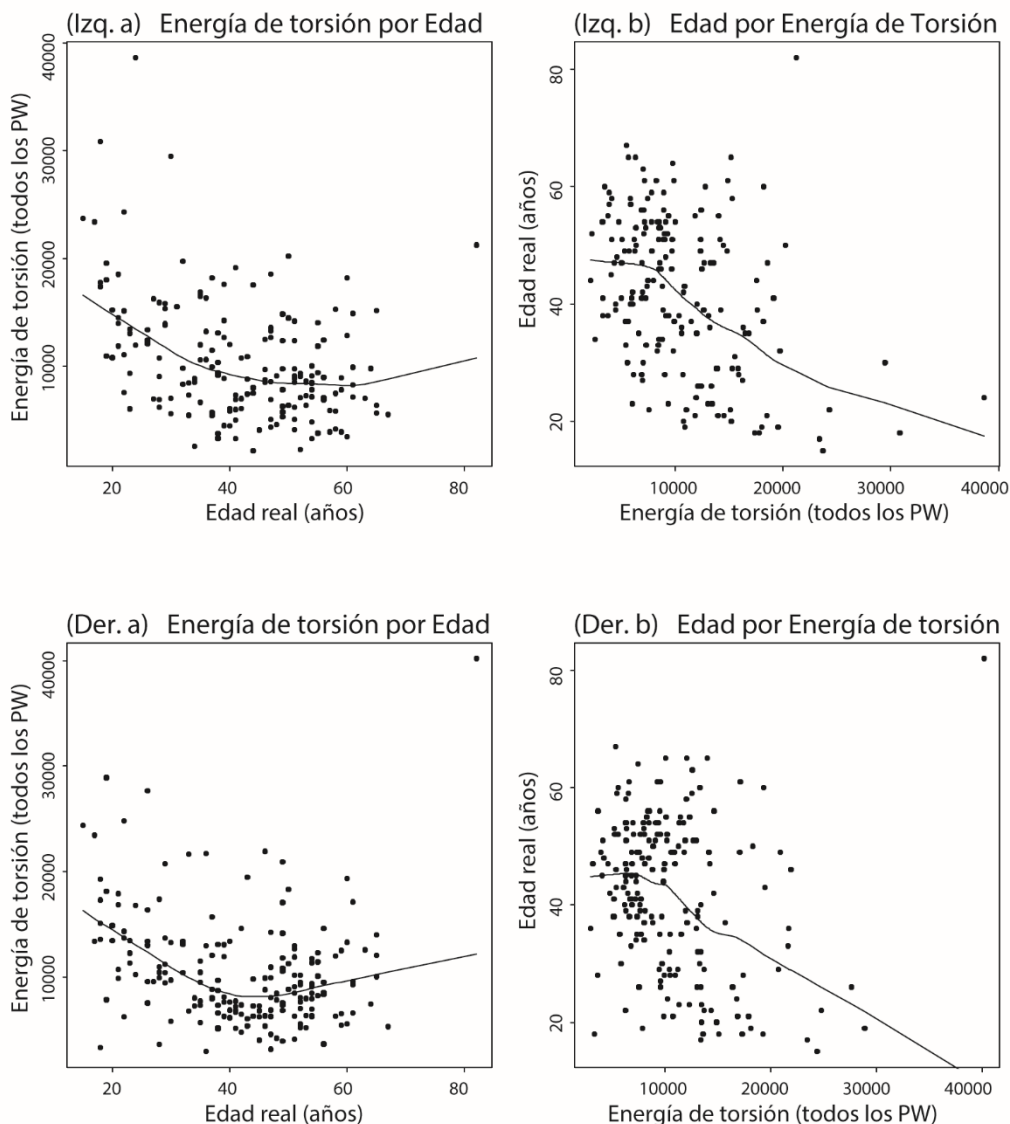 (Izq. a) Energía de torsión por Edad
Energía de torsión (todos los PW)
40000
30000
20000
10000
20
40
60
80
Edad real (años)
(Izq. b) Edad por Energía de Torsión
Edad real (años)
80
60
40
20
10000
20000
30000
40000
Energía de torsión (todos los PW)
(Der. a) Energía de torsión por Edad
Energía de torsión (todos los PW)
40000
30000
20000
10000
20
40
60
80
Edad real (años)
(Der. b) Edad por Energía de torsión
Edad real (años)
80
60
40
20
10000
20000
30000
40000
Energía de torsión (todos los PW)